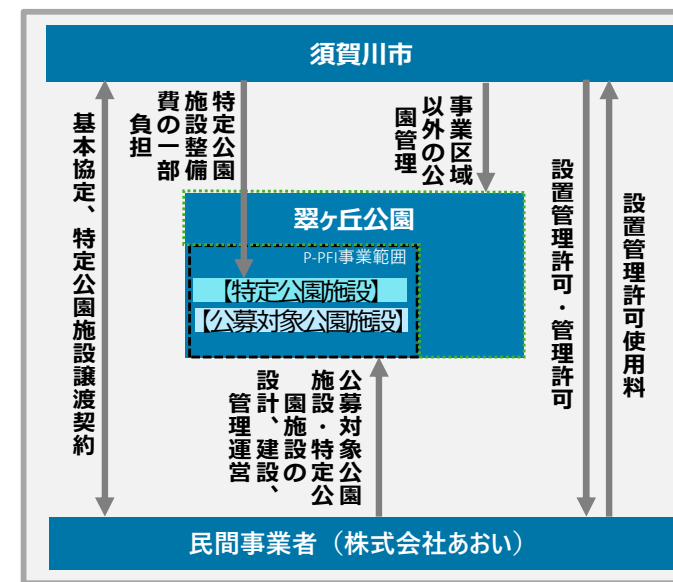 須賀川市
基本協定、特定公園施設譲渡契約
特定公園
施設整備
費の一部
負担
事業区域
以外の公
園管理
設置管理許可・管理許可
設置管理許可使用料
翠ヶ丘公園
P-PFI事業範囲
【特定公園施設】
【公募対象公園施設】
公募対象公園
施設・特定公
園施設の
設計、建設、
管理運営
民間事業者（株式会社あおい）